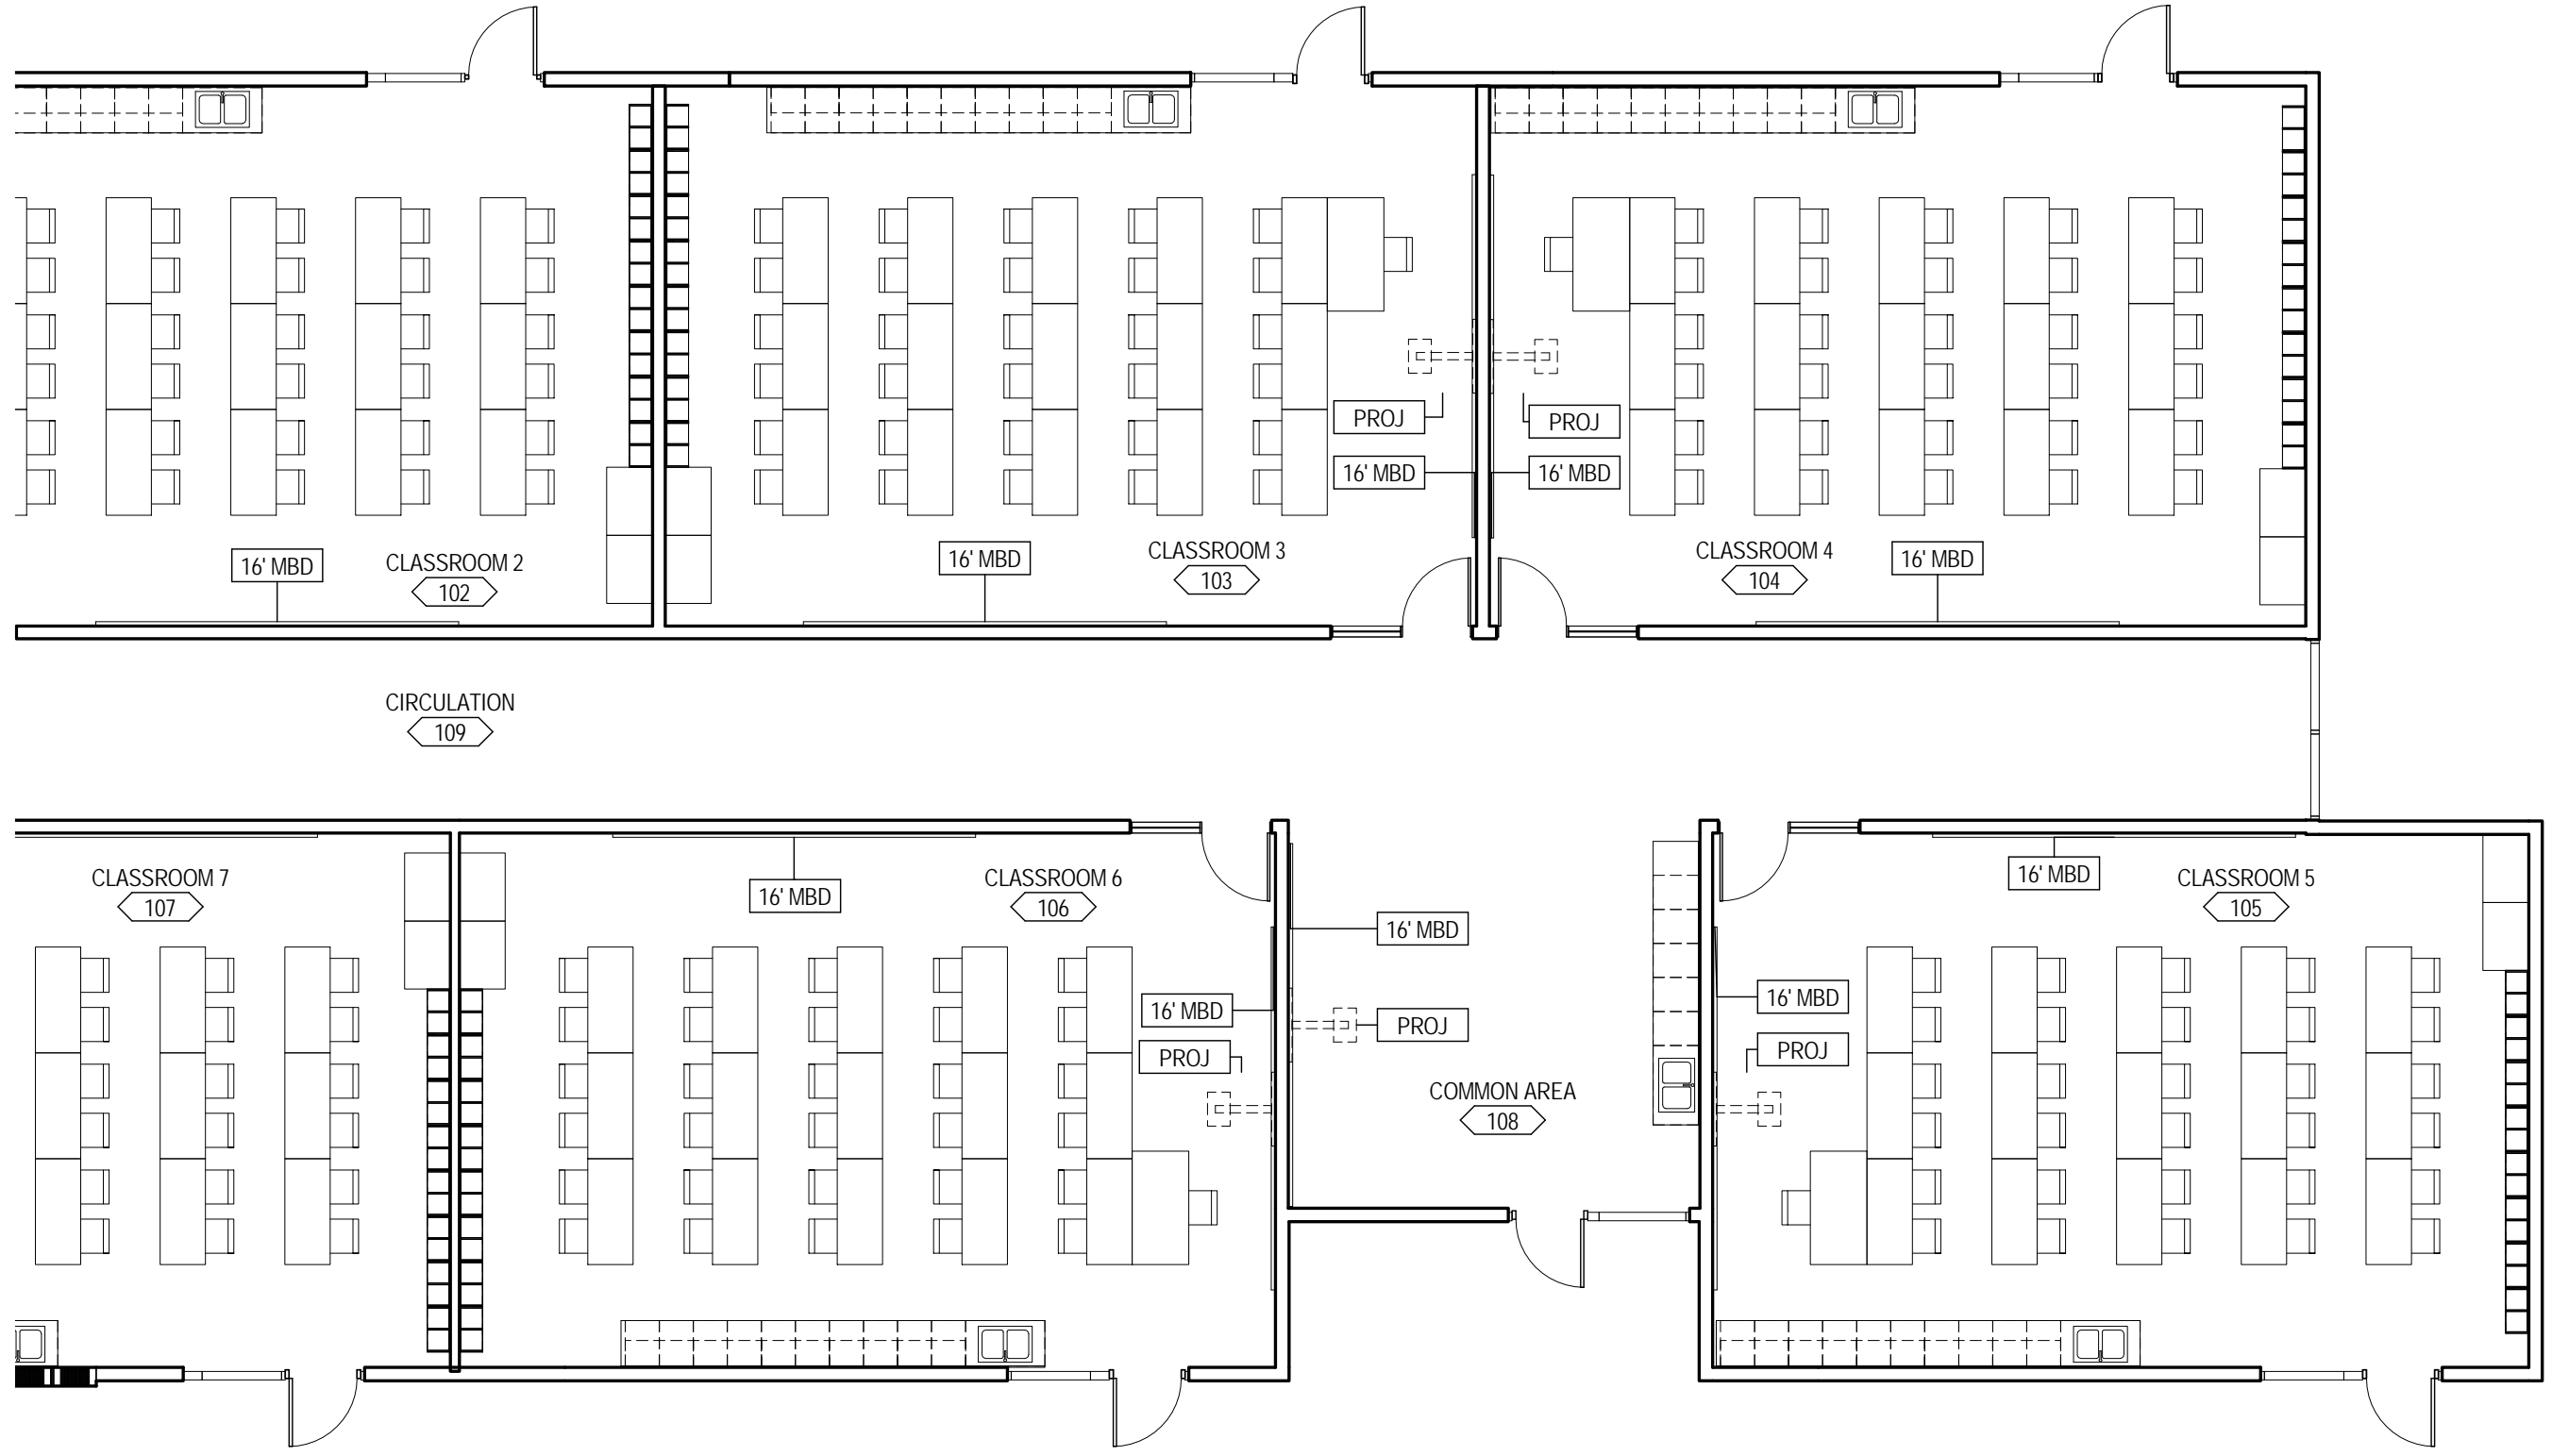 PROJ
PROJ
16' MBD
16' MBD
16' MBD
CLASSROOM 2
102
16' MBD
CLASSROOM 3
103
CLASSROOM 4
104
16' MBD
CIRCULATION
109
CLASSROOM 7
107
16' MBD
CLASSROOM 6
106
16' MBD
CLASSROOM 5
105
16' MBD
16' MBD
16' MBD
PROJ
PROJ
PROJ
COMMON AREA
108